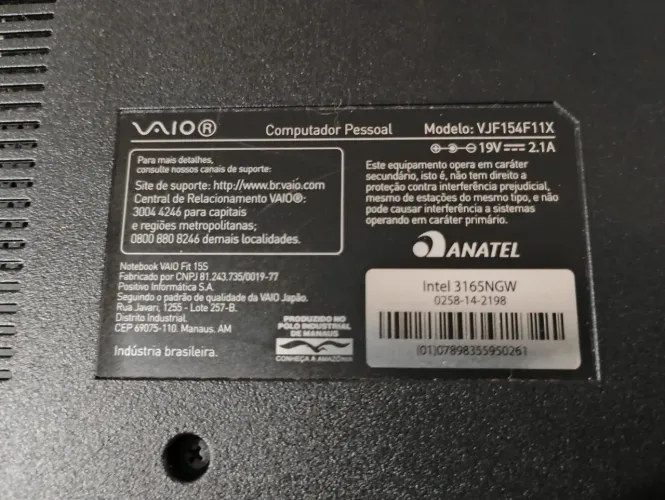 VAIO®
Computador Pessoal
Modelo: VJF154F11X
19V 2.1A
Para mais detalhes,
consulte nossos canais de suporte:
Site de suporte: http://www.br.vaio.com
Central de Relacionamento VAIO®:
3004 4246 para capitais
e regiões metropolitanas;
0800 880 8246 demais localidades.
Este equipamento opera em caráter
secundário, isto é, não tem direito a
proteção contra interferência prejudicial,
mesmo de estações do mesmo tipo, e não
pode causar interferência a sistemas
operando em caráter primário.
ANATEL
Notebook VAIO Fit 15S
Fabricado por CNPJ 81.243.735/0019-77
Positivo Informática S.A.
Seguindo o padrão de qualidade da VAIO Japão.
Rua Javari, 1255 - Lote 257-B.
Distrito Industrial.
CEP 69075-110. Manaus. AM
Indústria brasileira.
PRODUZIDO NO
PÓLO INDUSTRIAL
DE MANAUS
CONHEÇA A AMAZÔNIA
Intel 3165NGW
0258-14-2198
(01)07898355950261